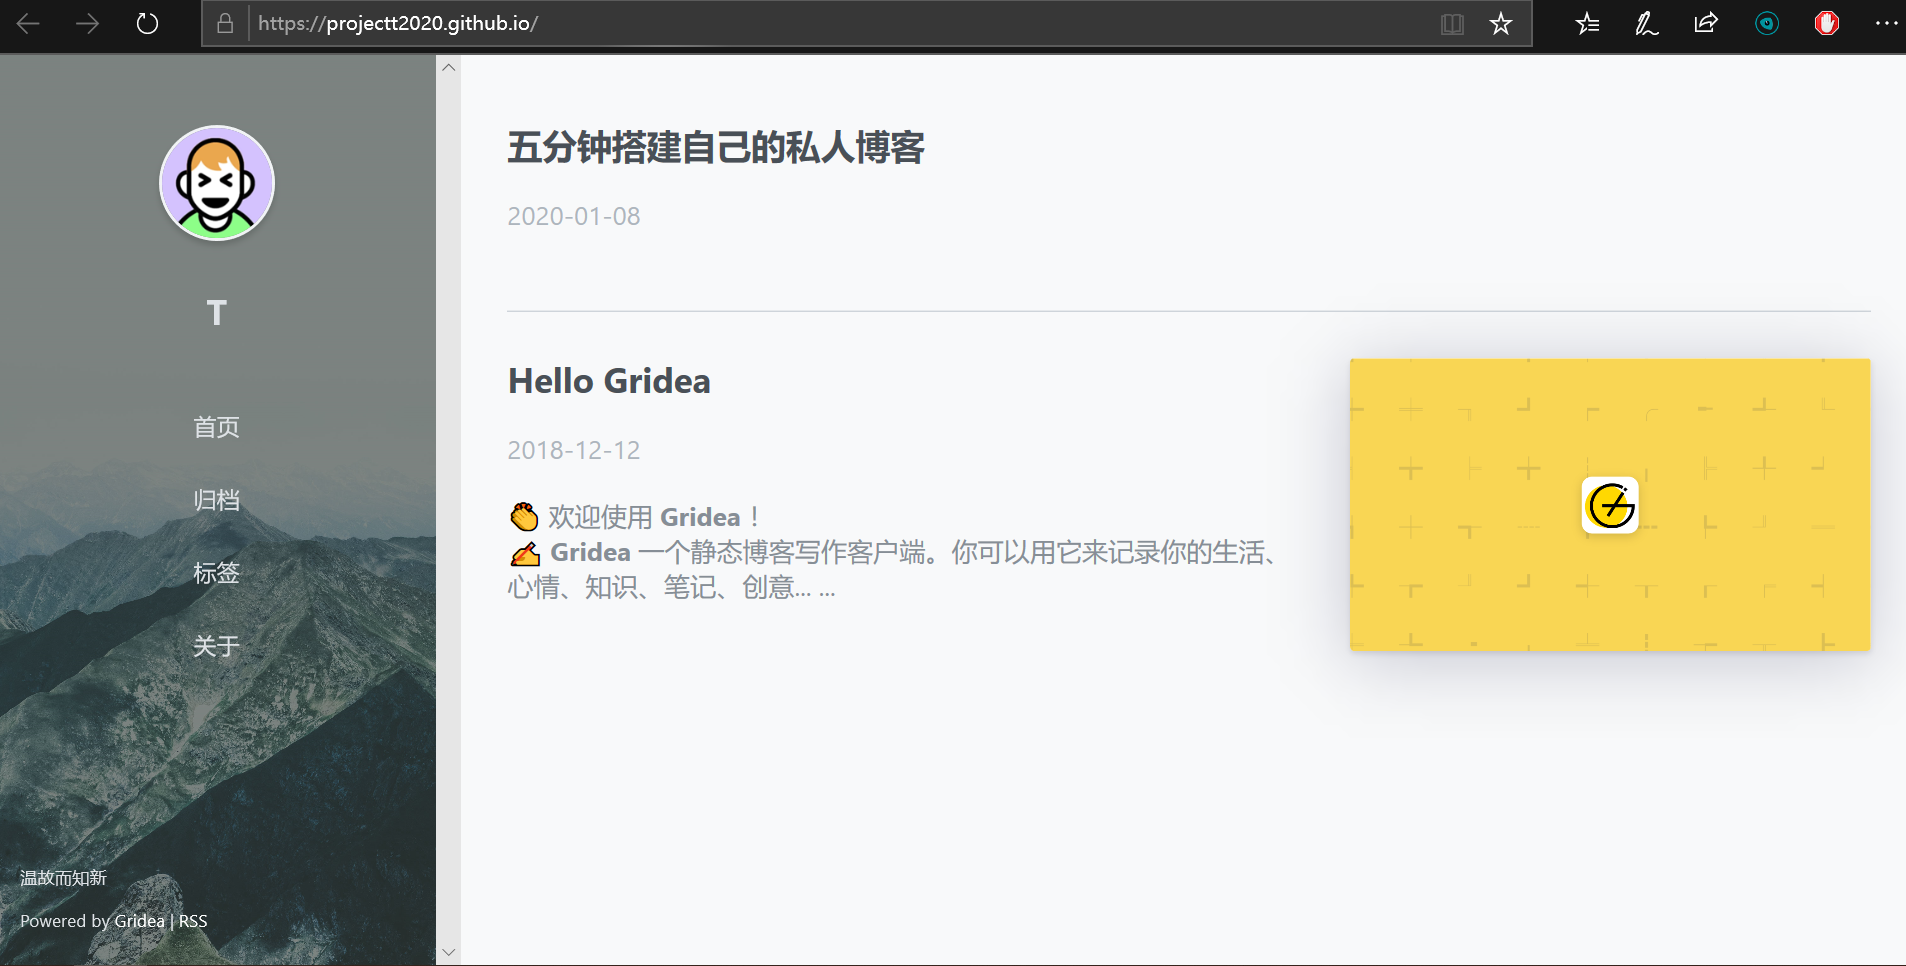 https://projectt2020.github.io/
T
首页
归档
标签
关于
温故而知新
Powered by Gridea | RSS
五分钟搭建自己的私人博客
2020-01-08
Hello Gridea
2018-12-12
👏 欢迎使用 Gridea！
✍️ Gridea 一个静态博客写作客户端。你可以用它来记录你的生活、
心情、知识、笔记、创意... ...